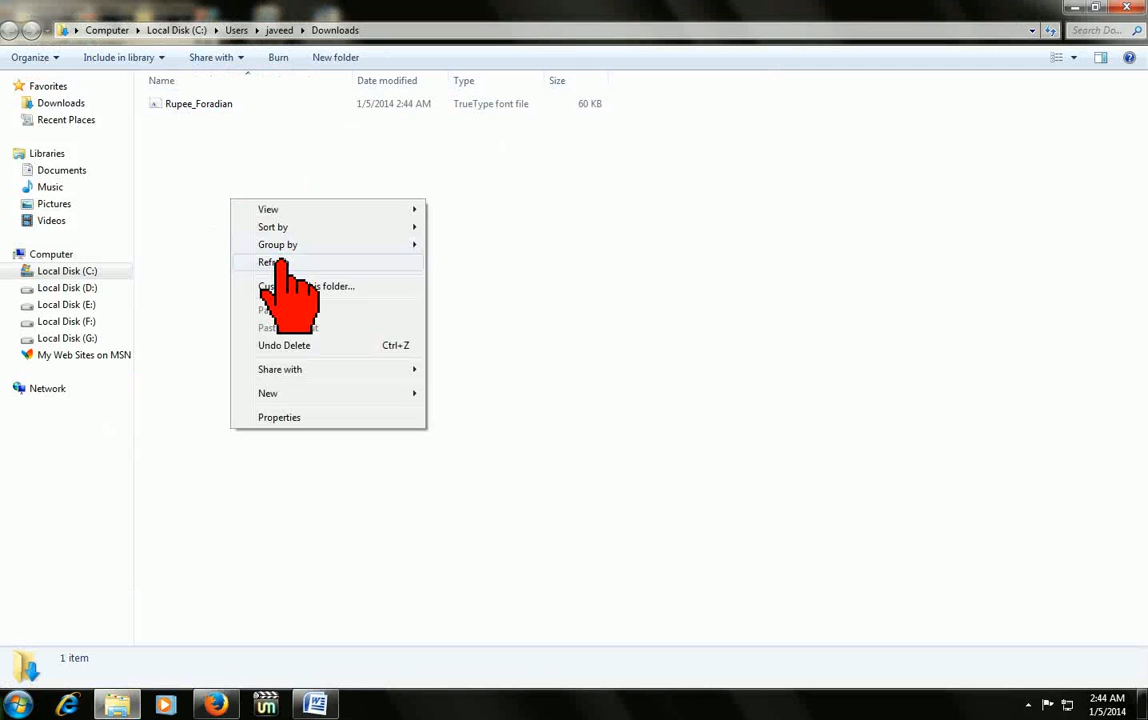 Computer Local Disk (C:) Users javeed Downloads
Search Do...
Organize Include in library Share with Burn New folder
Name Date modified Type Size
Rupee_Foradian 1/5/2014 2:44 AM TrueType font file 60 KB
Favorites
Downloads
Recent Places
Libraries
Documents
Music
Pictures
Videos
Computer
Local Disk (C:)
Local Disk (D:)
Local Disk (E:)
Local Disk (F:)
Local Disk (G:)
My Web Sites on MSN
Network
View
Sort by
Group by
folder...
Undo Delete Ctrl+Z
Share with
New
Properties
1 item
2:44 AM
1/5/2014